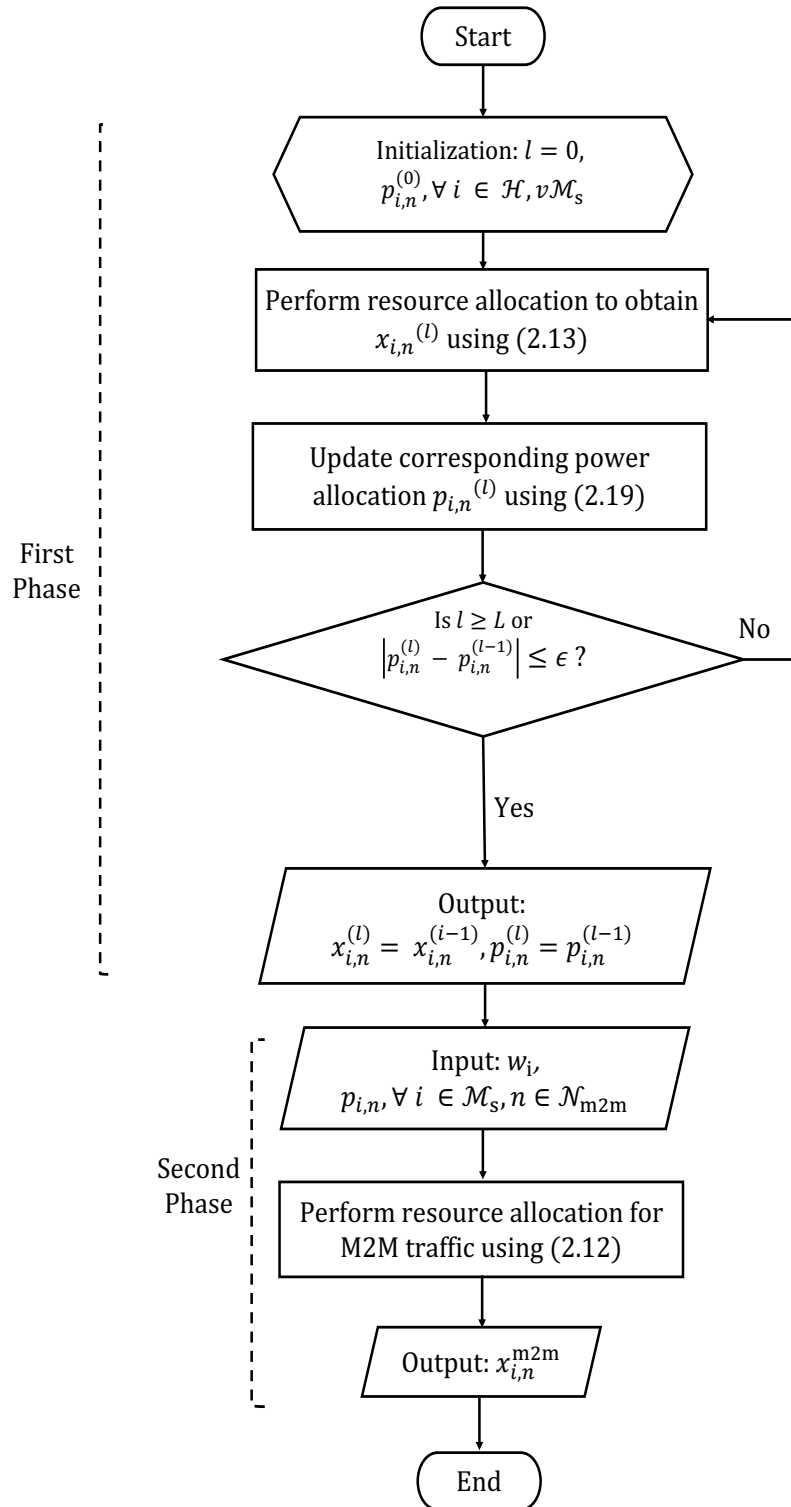 Start
Initialization: l = 0,
p_{i,n}^{(0)}, ∀ i ∈ ℋ, vℳ_s
Perform resource allocation to obtain
x_{i,n}^{(l)} using (2.13)
Update corresponding power
allocation p_{i,n}^{(l)} using (2.19)
First
Phase
Is l ≥ L or
|p_{i,n}^{(l)} − p_{i,n}^{(l−1)}| ≤ ϵ ?
No
Yes
Output:
x_{i,n}^{(l)} = x_{i,n}^{(i−1)}, p_{i,n}^{(l)} = p_{i,n}^{(l−1)}
Input: w_i,
p_{i,n}, ∀ i ∈ ℳ_s, n ∈ 𝒩_{m2m}
Second
Phase
Perform resource allocation for
M2M traffic using (2.12)
Output: x_{i,n}^{m2m}
End